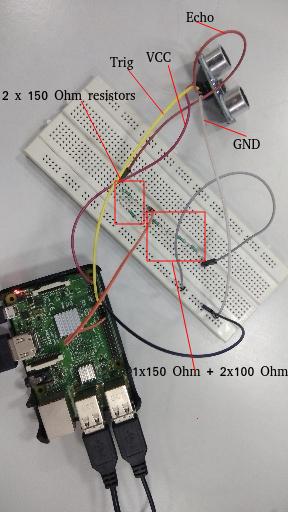 Echo
VCC
Trig
2 x 150 Ohm resistors
GND
1x150 Ohm + 2x100 Ohm